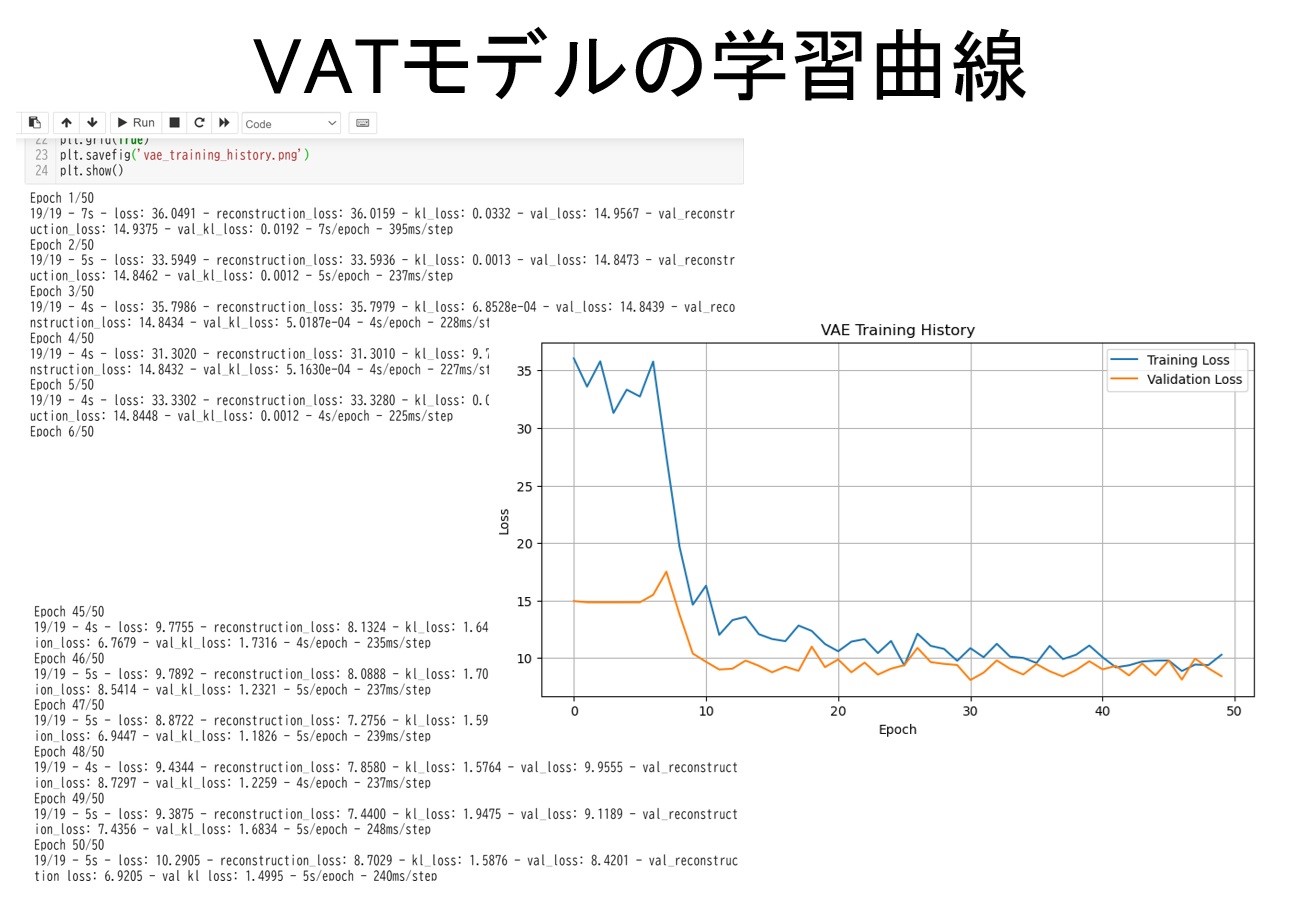 VATモデルの学習曲線
Run
Code
22 plt.grid(True)
23 plt.savefig('vae_training_history.png')
24 plt.show()
Epoch 1/50
19/19 - 7s - loss: 36.0491 - reconstruction_loss: 36.0159 - kl_loss: 0.0332 - val_loss: 14.9567 - val_reconstr
uction_loss: 14.9375 - val_kl_loss: 0.0192 - 7s/epoch - 395ms/step
Epoch 2/50
19/19 - 5s - loss: 33.5949 - reconstruction_loss: 33.5936 - kl_loss: 0.0013 - val_loss: 14.8473 - val_reconstr
uction_loss: 14.8462 - val_kl_loss: 0.0012 - 5s/epoch - 237ms/step
Epoch 3/50
19/19 - 4s - loss: 35.7986 - reconstruction_loss: 35.7979 - kl_loss: 6.8528e-04 - val_loss: 14.8439 - val_reco
nstruction_loss: 14.8434 - val_kl_loss: 5.0187e-04 - 4s/epoch - 228ms/st
Epoch 4/50
19/19 - 4s - loss: 31.3020 - reconstruction_loss: 31.3010 - kl_loss: 9.
nstruction_loss: 14.8432 - val_kl_loss: 5.1630e-04 - 4s/epoch - 227ms/st
Epoch 5/50
19/19 - 4s - loss: 33.3302 - reconstruction_loss: 33.3280 - kl_loss: 0.
uction_loss: 14.8448 - val_kl_loss: 0.0012 - 4s/epoch - 225ms/step
Epoch 6/50
VAE Training History
Training Loss
Validation Loss
35
30
25
20
15
10
Loss
0 10 20 30 40 50
Epoch
Epoch 45/50
19/19 - 4s - loss: 9.7755 - reconstruction_loss: 8.1324 - kl_loss: 1.64
ion_loss: 6.7679 - val_kl_loss: 1.7316 - 4s/epoch - 235ms/step
Epoch 46/50
19/19 - 5s - loss: 9.7892 - reconstruction_loss: 8.0888 - kl_loss: 1.70
ion_loss: 8.5414 - val_kl_loss: 1.2321 - 5s/epoch - 237ms/step
Epoch 47/50
19/19 - 5s - loss: 8.8722 - reconstruction_loss: 7.2756 - kl_loss: 1.59
ion_loss: 6.9447 - val_kl_loss: 1.1826 - 5s/epoch - 239ms/step
Epoch 48/50
19/19 - 4s - loss: 9.4344 - reconstruction_loss: 7.8580 - kl_loss: 1.5764 - val_loss: 9.9555 - val_reconstruct
ion_loss: 8.7297 - val_kl_loss: 1.2259 - 4s/epoch - 237ms/step
Epoch 49/50
19/19 - 5s - loss: 9.3875 - reconstruction_loss: 7.4400 - kl_loss: 1.9475 - val_loss: 9.1189 - val_reconstruct
ion_loss: 7.4356 - val_kl_loss: 1.6834 - 5s/epoch - 248ms/step
Epoch 50/50
19/19 - 5s - loss: 10.2905 - reconstruction_loss: 8.7029 - kl_loss: 1.5876 - val_loss: 8.4201 - val_reconstruc
tion_loss: 6.9205 - val_kl_loss: 1.4995 - 5s/epoch - 240ms/step